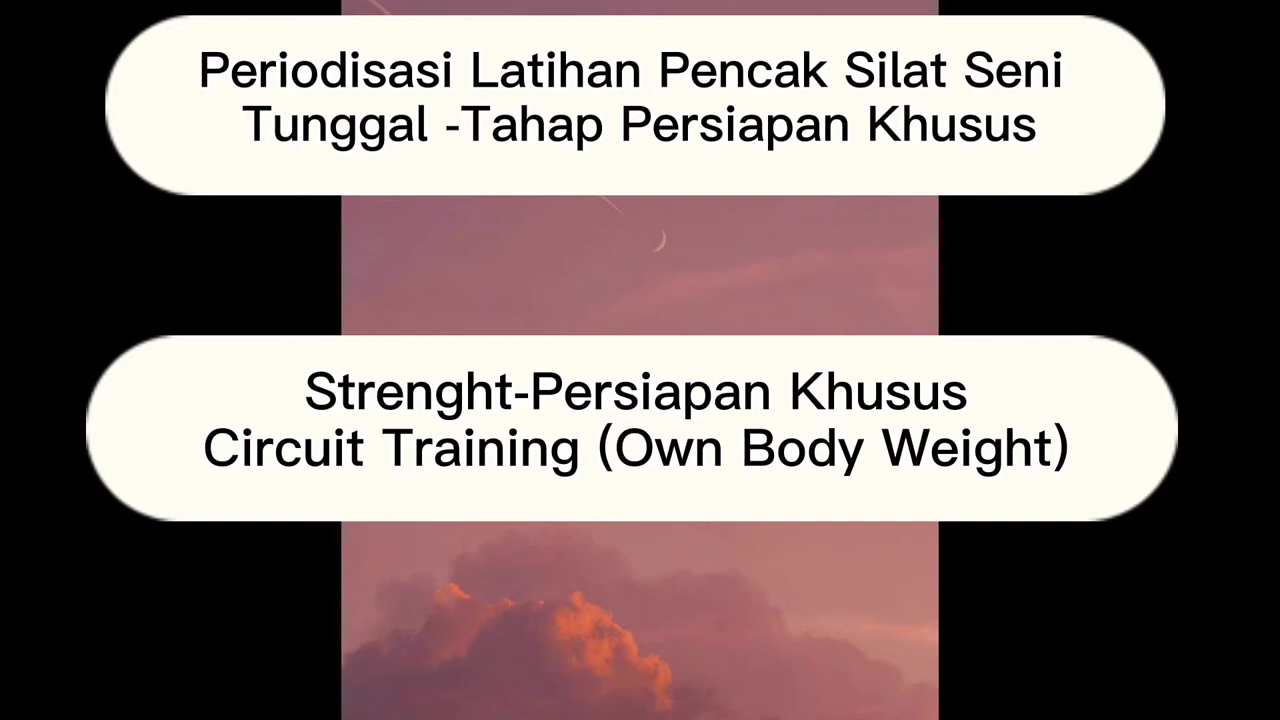 Periodisasi Latihan Pencak Silat Seni
Tunggal -Tahap Persiapan Khusus
Strenght-Persiapan Khusus
Circuit Training (Own Body Weight)